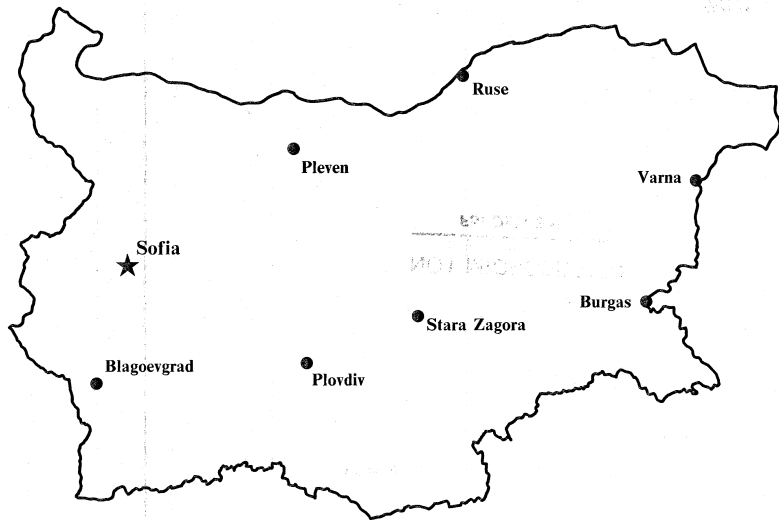 Ruse
Pleven
Varna
Sofia
Burgas
Stara Zagora
Blagoevgrad
Plovdiv